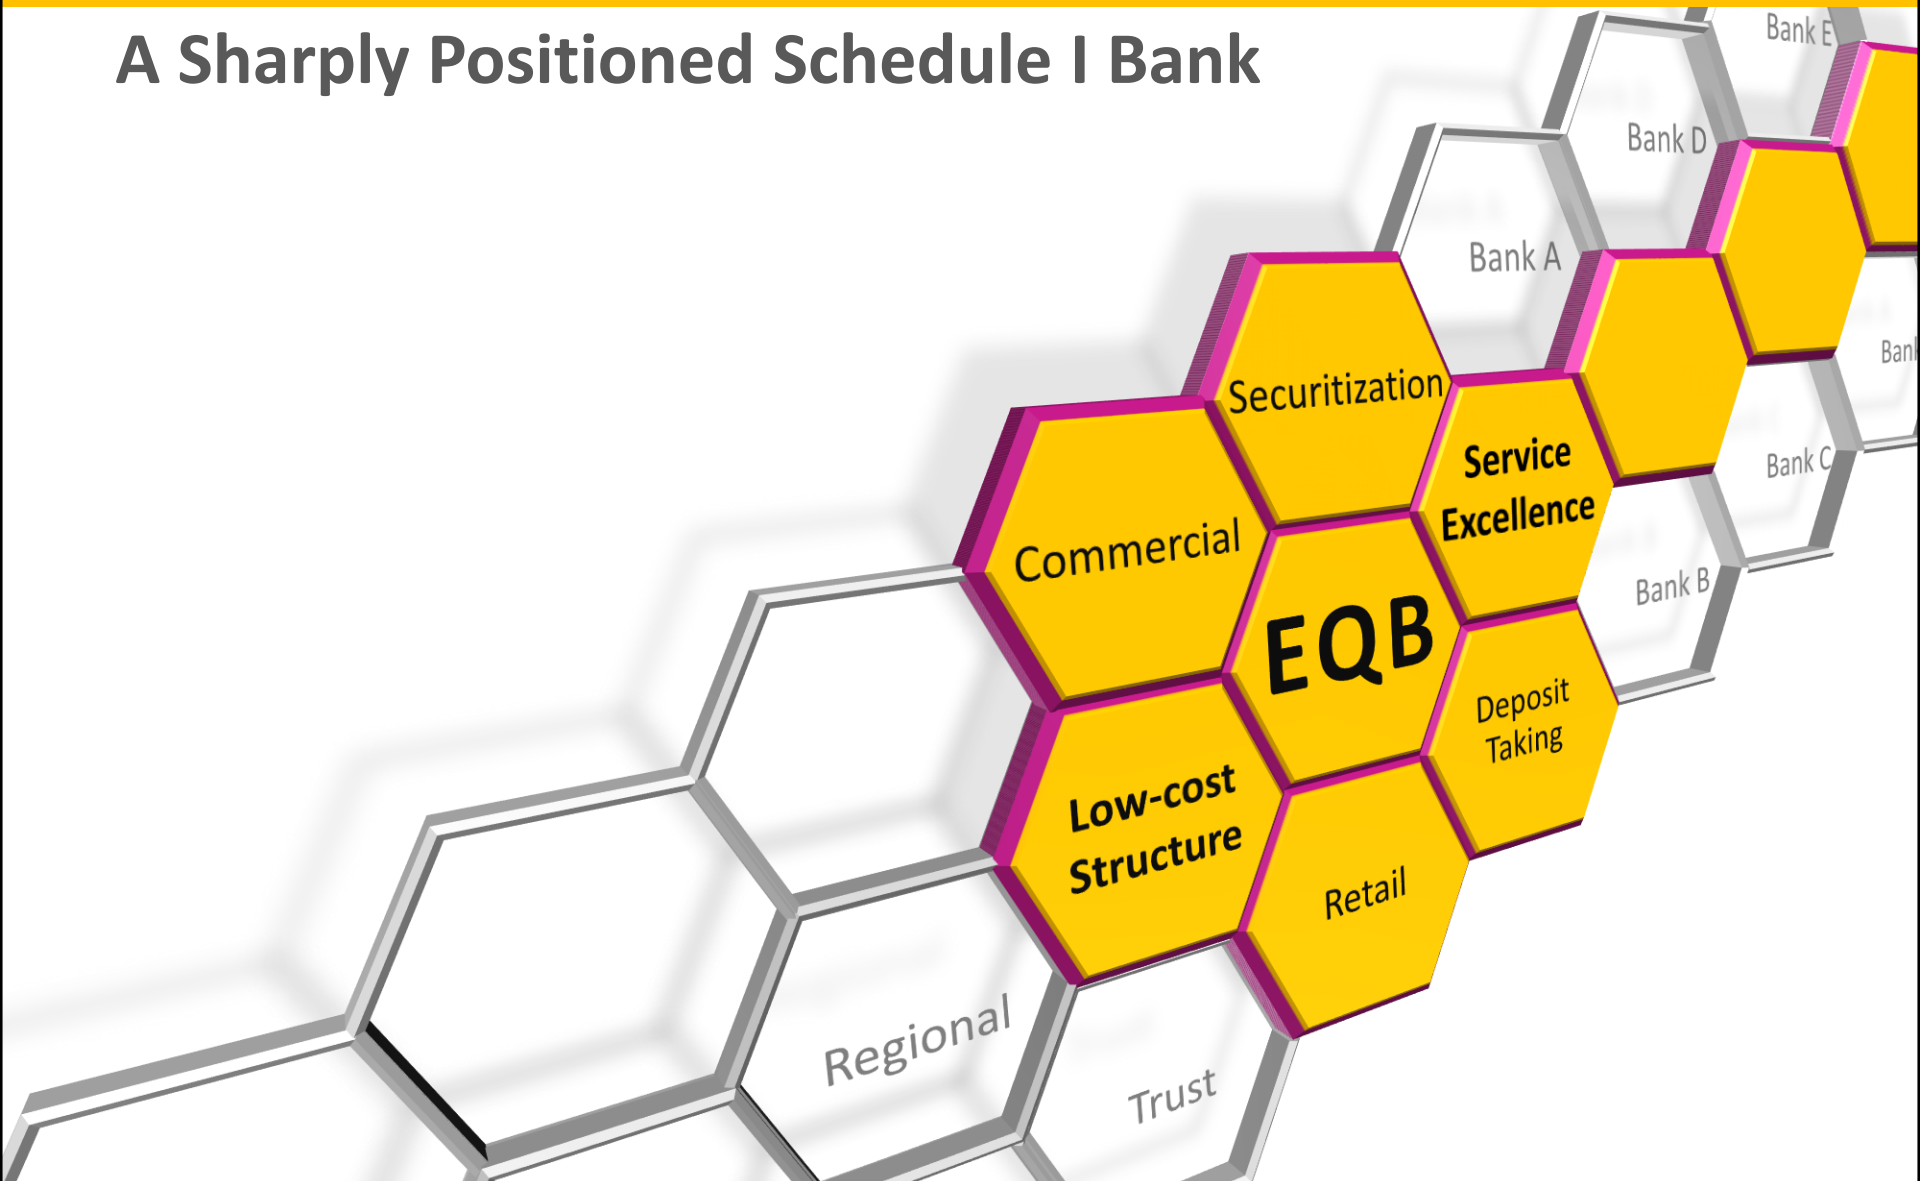 A Sharply Positioned Schedule I Bank
Bank E
Bank D
Bank A
Securitization
Service
Excellence
Commercial
EQB
Bank C
Bank B
Deposit
Taking
Low-cost
Structure
Retail
Regional
Trust